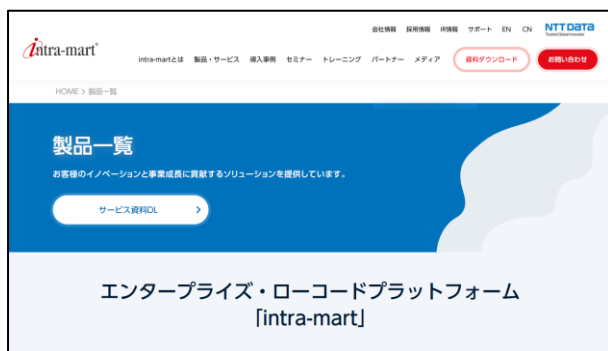 会社情報 採用情報 IR情報 サポート EN CN NTT DATA
Trusted Global Innovator
intra-mart®
intra-martとは 製品・サービス 導入事例 セミナー トレーニング パートナー メディア 資料ダウンロード お問い合わせ
HOME > 製品一覧
製品一覧
お客様のイノベーションと事業成長に貢献するソリューションを提供しています。
サービス資料DL
エンタープライズ・ローコードプラットフォーム
「intra-mart」